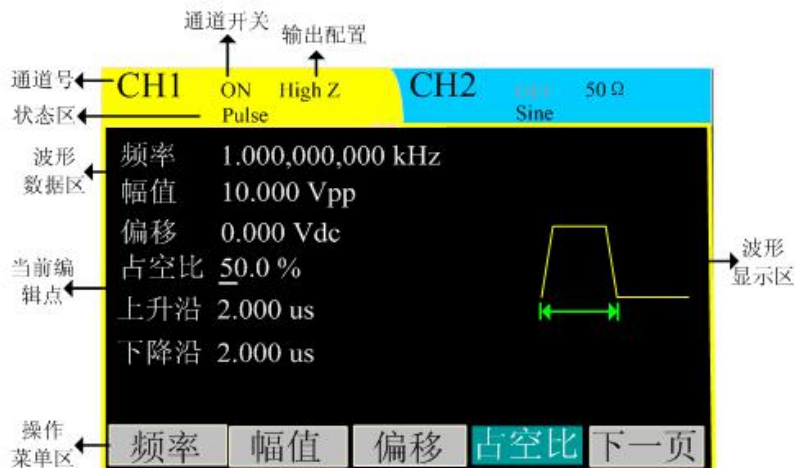 通道开关
输出配置
通道号
CH1 ON High Z
CH2 OFF 50 Ω
状态区
Pulse
Sine
波形
数据区
频率 1.000,000,000 kHz
幅值 10.000 Vpp
偏移 0.000 Vdc
当前编
辑点
占空比 50.0 %
上升沿 2.000 us
下降沿 2.000 us
波形
显示区
操作
菜单区
频率 幅值 偏移 占空比 下一页